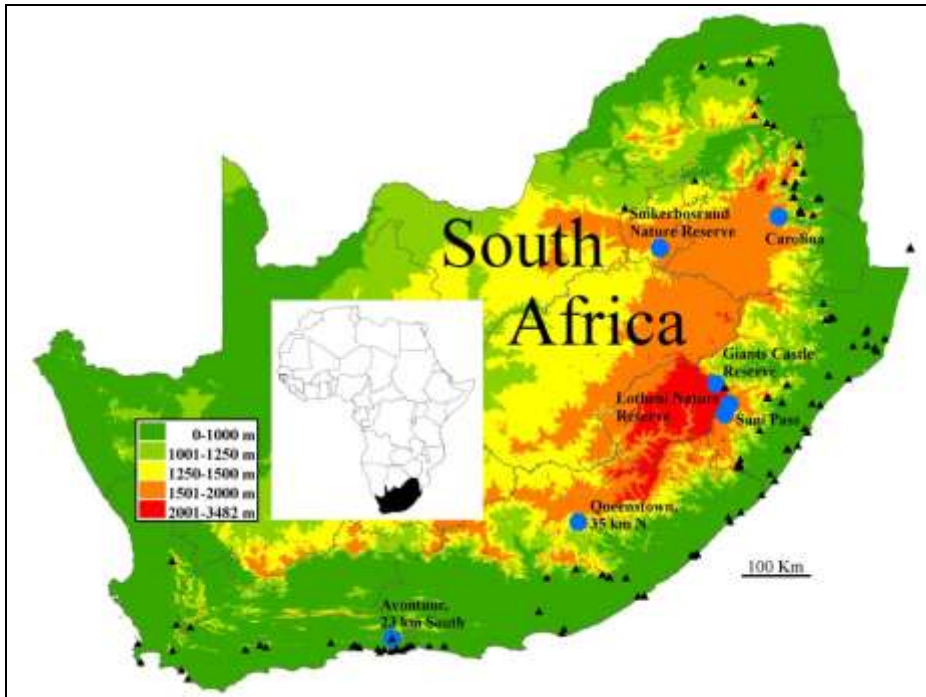 South
Africa
Suikerbosrand
Nature Reserve
Carolina
Giants Castle
Reserve
Lotheni Nature
Reserve
Sani Pass
Queenstown,
35 km N
Avontuur,
23 km South
0-1000 m
1001-1250 m
1250-1500 m
1501-2000 m
2001-3482 m
100 Km